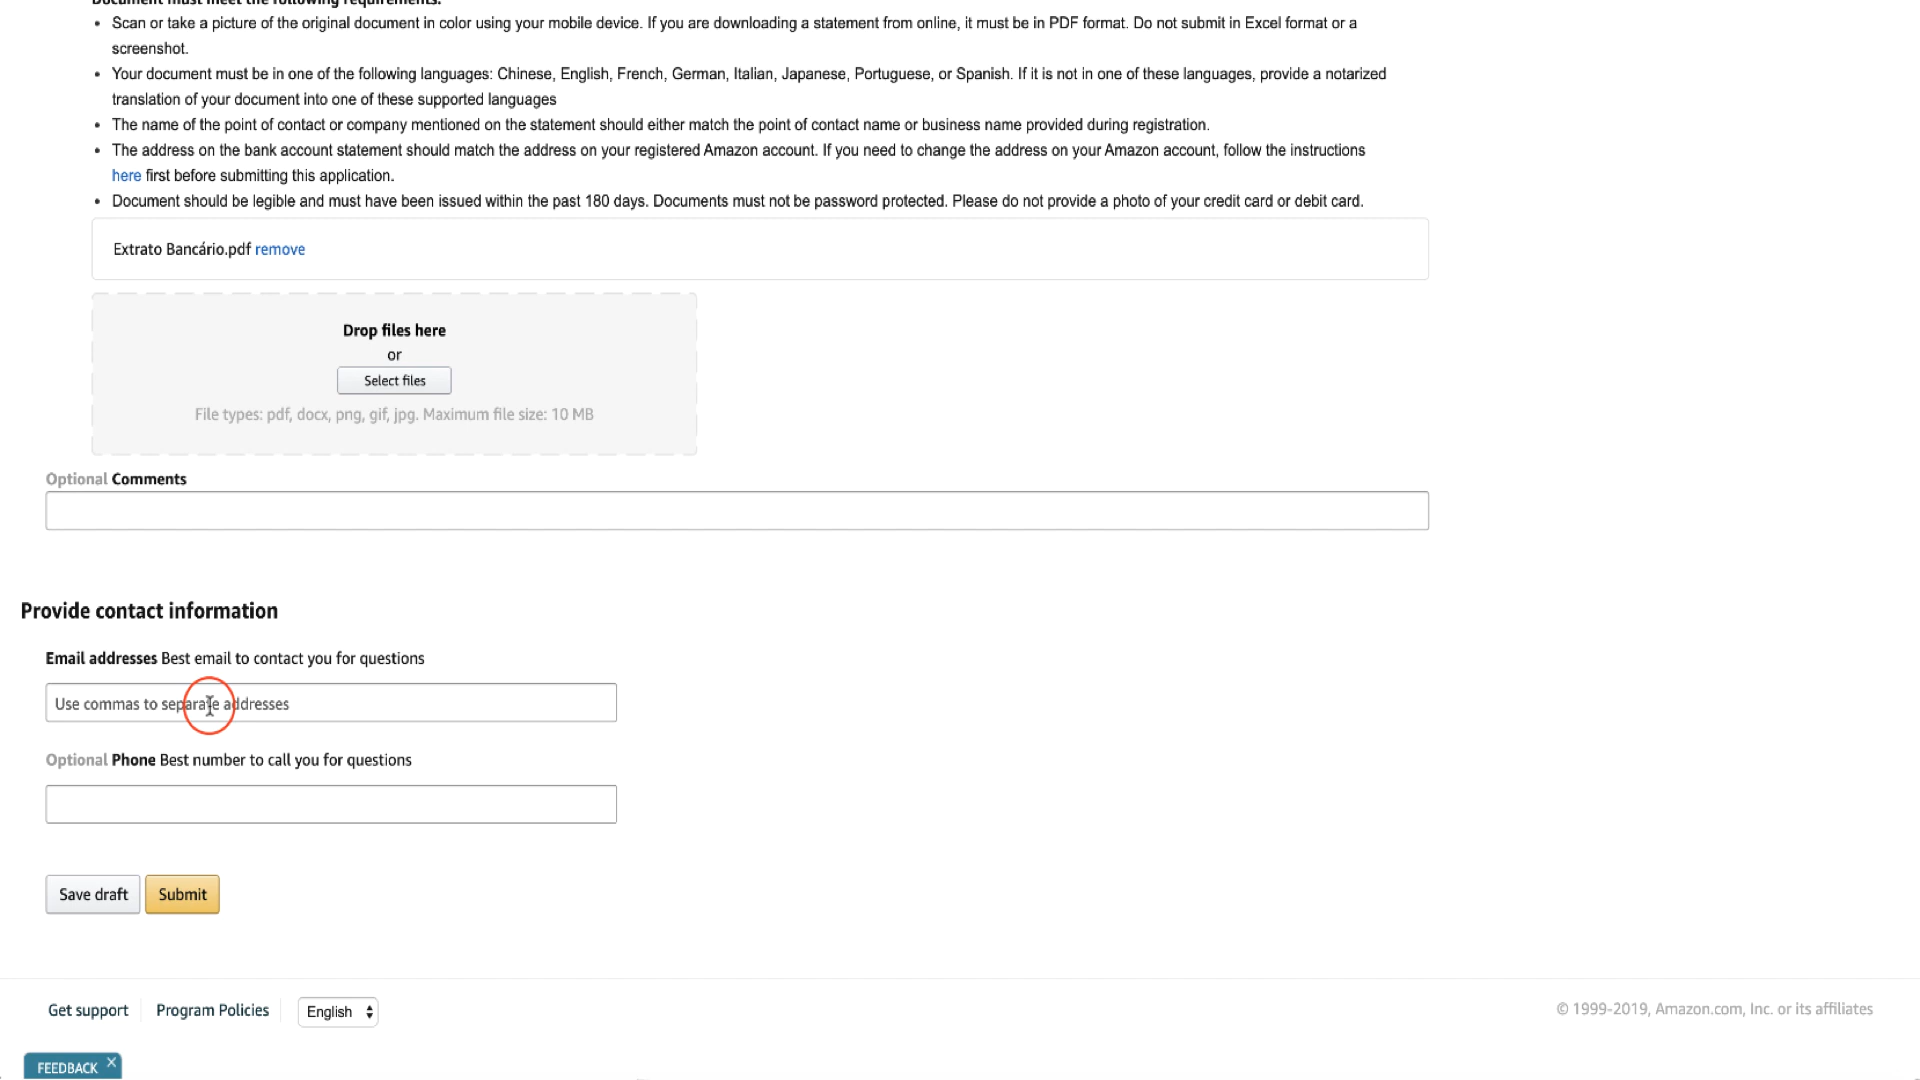 Document must meet the following requirements:
• Scan or take a picture of the original document in color using your mobile device. If you are downloading a statement from online, it must be in PDF format. Do not submit in Excel format or a
screenshot.
• Your document must be in one of the following languages: Chinese, English, French, German, Italian, Japanese, Portuguese, or Spanish. If it is not in one of these languages, provide a notarized
translation of your document into one of these supported languages
• The name of the point of contact or company mentioned on the statement should either match the point of contact name or business name provided during registration.
• The address on the bank account statement should match the address on your registered Amazon account. If you need to change the address on your Amazon account, follow the instructions
here first before submitting this application.
• Document should be legible and must have been issued within the past 180 days. Documents must not be password protected. Please do not provide a photo of your credit card or debit card.
Extrato Bancário.pdf remove
Drop files here
or
Select files
File types: pdf, docx, png, gif, jpg. Maximum file size: 10 MB
Optional Comments
Provide contact information
Email addresses Best email to contact you for questions
Use commas to separate addresses
Optional Phone Best number to call you for questions
Save draft Submit
Get support Program Policies English © 1999-2019, Amazon.com, Inc. or its affiliates
FEEDBACK X